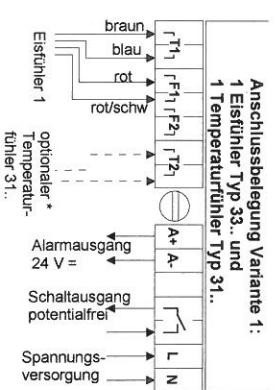 Anschlussbelegung Variante 1:
1 Eisfühler Typ 33.. und
1 Temperaturfühler Typ 31..
braun
blau
rot
rot/schw
Eisfühler 1
T1
F1
F2
T2
optionaler *
Temperatur-
fühler 31..
A+
A-
Alarmausgang
24 V =
Schaltausgang
potentialfrei
L
N
Spannungs-
versorgung